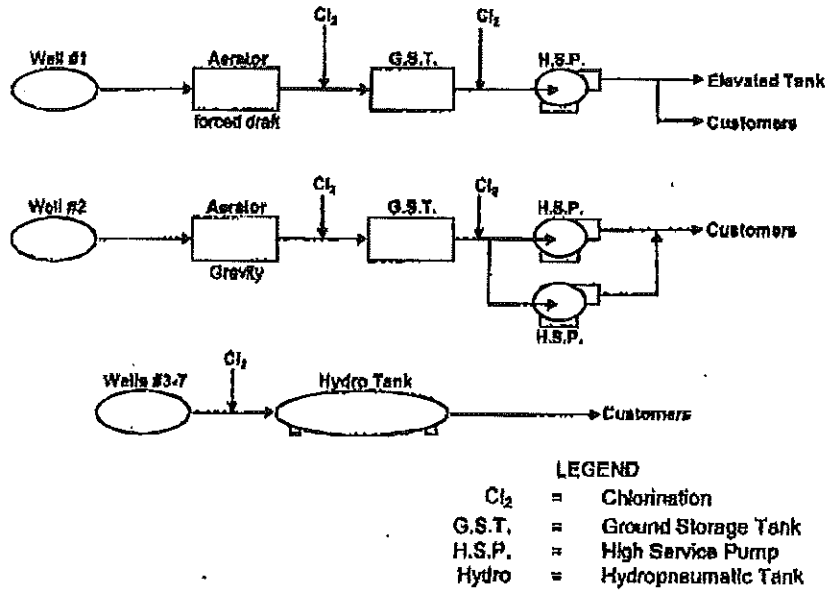 Cl₂ Cl₂
Well #1 Aerator G.S.T. H.S.P.
Elevated Tank
forced draft
Customers
Cl₂ Cl₂
Well #2 Aerator G.S.T. H.S.P.
Customers
Gravity
H.S.P.
Cl₂
Wells #3-7 Hydro Tank
Customers
LEGEND
Cl₂ = Chlorination
G.S.T. = Ground Storage Tank
H.S.P. = High Service Pump
Hydro = Hydropneumatic Tank